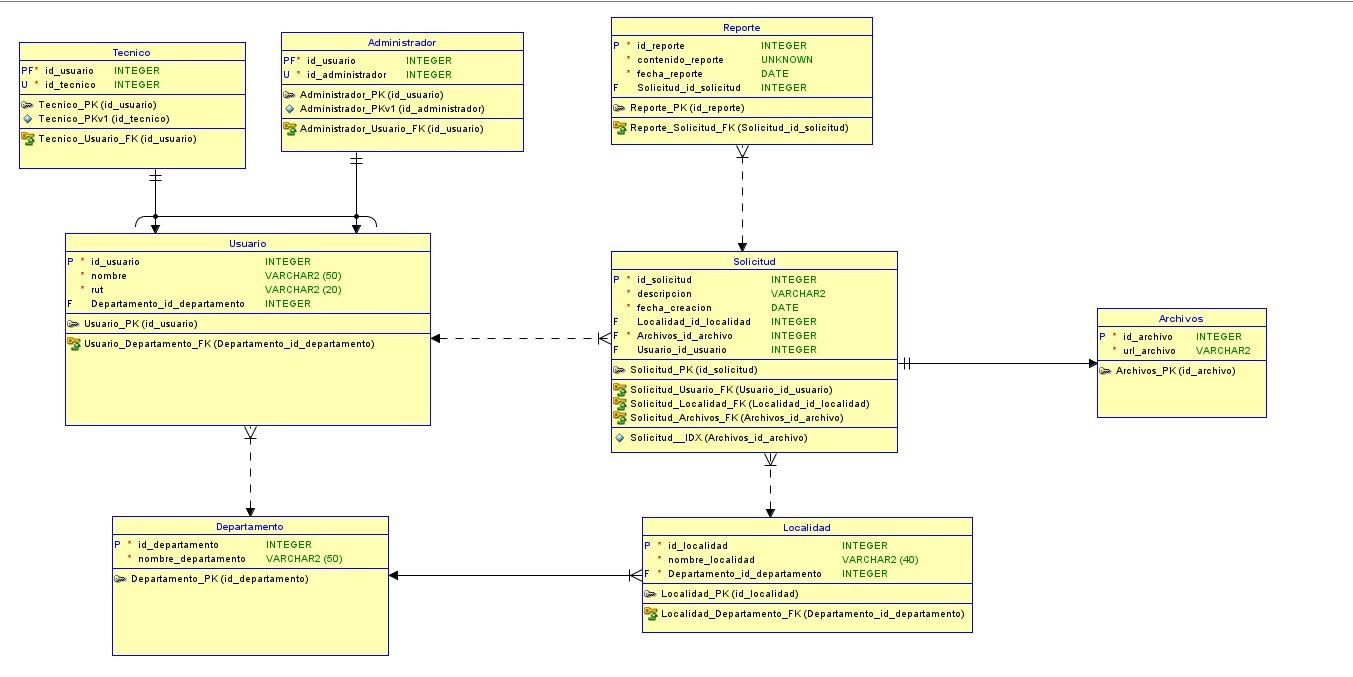 Tecnico
PF* id_usuario INTEGER
U * id_tecnico INTEGER
Tecnico_PK (id_usuario)
Tecnico_PKv1 (id_tecnico)
Tecnico_Usuario_FK (id_usuario)
Administrador
PF* id_usuario INTEGER
U * id_administrador INTEGER
Administrador_PK (id_usuario)
Administrador_PKv1 (id_administrador)
Administrador_Usuario_FK (id_usuario)
Reporte
P * id_reporte INTEGER
* contenido_reporte UNKNOWN
* fecha_reporte DATE
F Solicitud_id_solicitud INTEGER
Reporte_PK (id_reporte)
Reporte_Solicitud_FK (Solicitud_id_solicitud)
Usuario
P * id_usuario INTEGER
* nombre VARCHAR2 (50)
* rut VARCHAR2 (20)
F Departamento_id_departamento INTEGER
Usuario_PK (id_usuario)
Usuario_Departamento_FK (Departamento_id_departamento)
Solicitud
P * id_solicitud INTEGER
* descripcion VARCHAR2
* fecha_creacion DATE
F Localidad_id_localidad INTEGER
F * Archivos_id_archivo INTEGER
F Usuario_id_usuario INTEGER
Solicitud_PK (id_solicitud)
Solicitud_Usuario_FK (Usuario_id_usuario)
Solicitud_Localidad_FK (Localidad_id_localidad)
Solicitud_Archivos_FK (Archivos_id_archivo)
Solicitud__IDX (Archivos_id_archivo)
Archivos
P * id_archivo INTEGER
* url_archivo VARCHAR2
Archivos_PK (id_archivo)
Departamento
P * id_departamento INTEGER
* nombre_departamento VARCHAR2 (50)
Departamento_PK (id_departamento)
Localidad
P * id_localidad INTEGER
* nombre_localidad VARCHAR2 (40)
F * Departamento_id_departamento INTEGER
Localidad_PK (id_localidad)
Localidad_Departamento_FK (Departamento_id_departamento)